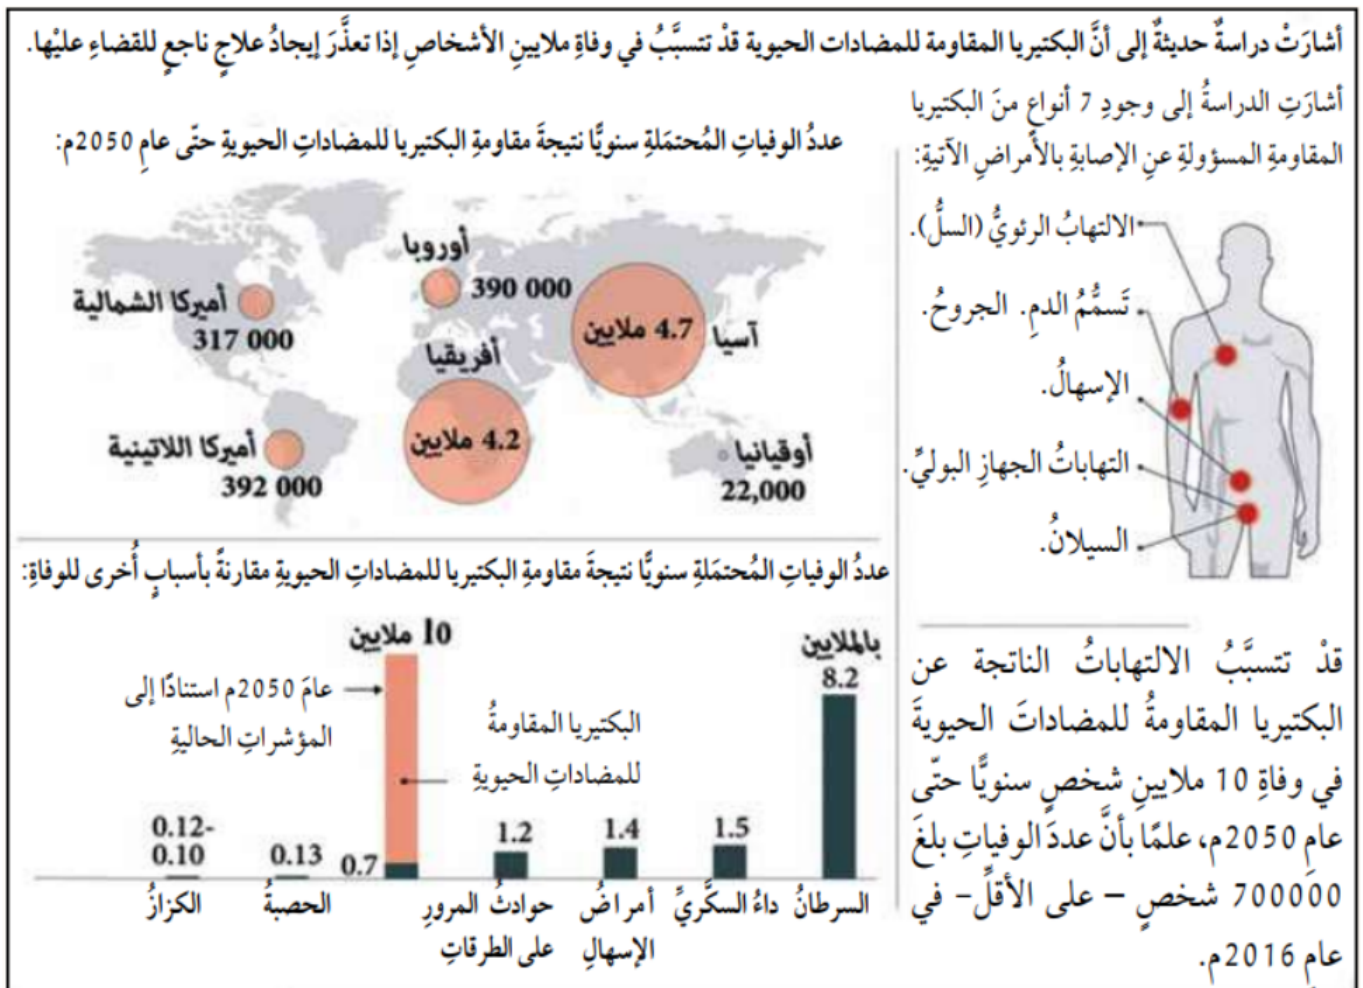 أشارَتْ دراسةٌ حديثةٌ إلى أنَّ البكتيريا المقاومة للمضادات الحيوية قدْ تتسبَّبُ في وفاةِ ملايينِ الأشخاصِ إذا تعذَّرَ إيجادُ علاجٍ ناجعٍ للقضاءِ عليْها.
أشارَتِ الدراسةُ إلى وجودِ 7 أنواعٍ منَ البكتيريا
المقاومةِ المسؤولةِ عنِ الإصابةِ بالأمراضِ الآتيةِ:
الالتهابُ الرئويُّ (السلُّ).
تَسمُّمُ الدمِ. الجروحُ.
الإسهالُ.
التهاباتُ الجهازِ البوليِّ.
السيلانُ.
قدْ تتسبَّبُ الالتهاباتُ الناتجة عن
البكتيريا المقاومةُ للمضاداتَ الحيويةَ
في وفاةِ 10 ملايينِ شخصٍ سنويًّا حتّى
عامِ 2050م، علمًا بأنَّ عددَ الوفياتِ بلغَ
700000 شخصٍ – على الأقلِّ- في
عامِ 2016م.
عددُ الوفياتِ المُحتمَلةِ سنويًّا نتيجةَ مقاومةِ البكتيريا للمضاداتِ الحيويةِ حتّى عامِ 2050م:
أوروبا
390 000
آسيا
4.7 ملايين
أميركا الشمالية
317 000
أفريقيا
4.2 ملايين
أميركا اللاتينية
392 000
أوقيانيا
22,000
عددُ الوفياتِ المُحتمَلةِ سنويًّا نتيجةَ مقاومةِ البكتيريا للمضاداتِ الحيويةِ مقارنةً بأسبابٍ أُخرى للوفاةِ:
بالملايين
8.2
السرطانُ
1.5
داءُ السكَّريِّ
1.4
أمراضُ
الإسهالِ
1.2
حوادثُ المرورِ
على الطرقاتِ
10 ملايين
البكتيريا المقاومةُ
للمضاداتِ الحيويةِ
عامَ 2050م استنادًا إلى
المؤشراتِ الحاليةِ
0.7
0.13
الحصبةُ
0.12-
0.10
الكزازُ